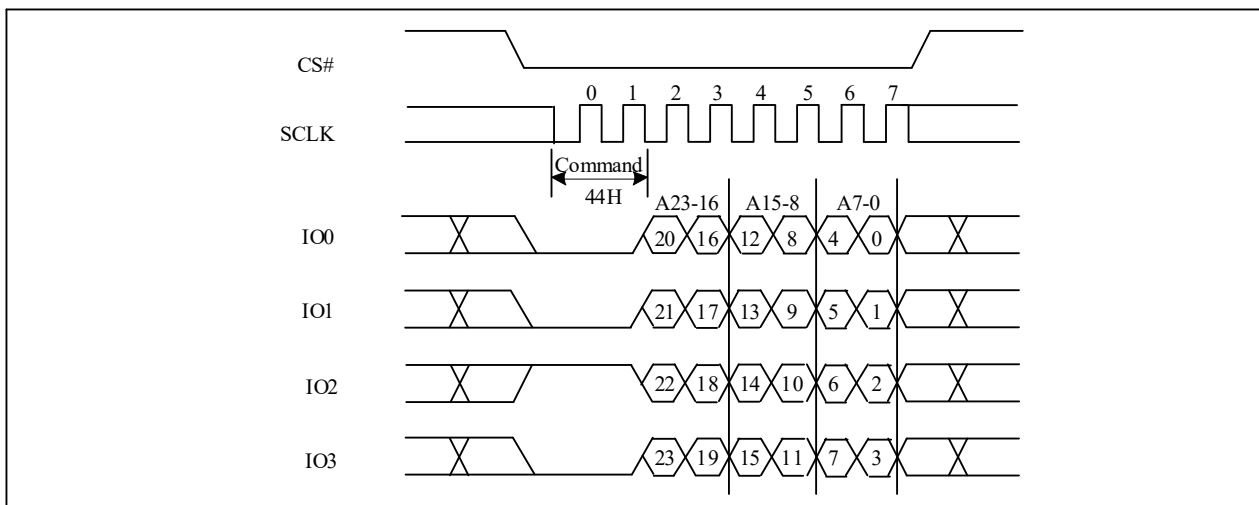 CS#
0 1 2 3 4 5 6 7
SCLK
Command
44H
A23-16 A15-8 A7-0
IO0 20 16 12 8 4 0
IO1 21 17 13 9 5 1
IO2 22 18 14 10 6 2
IO3 23 19 15 11 7 3